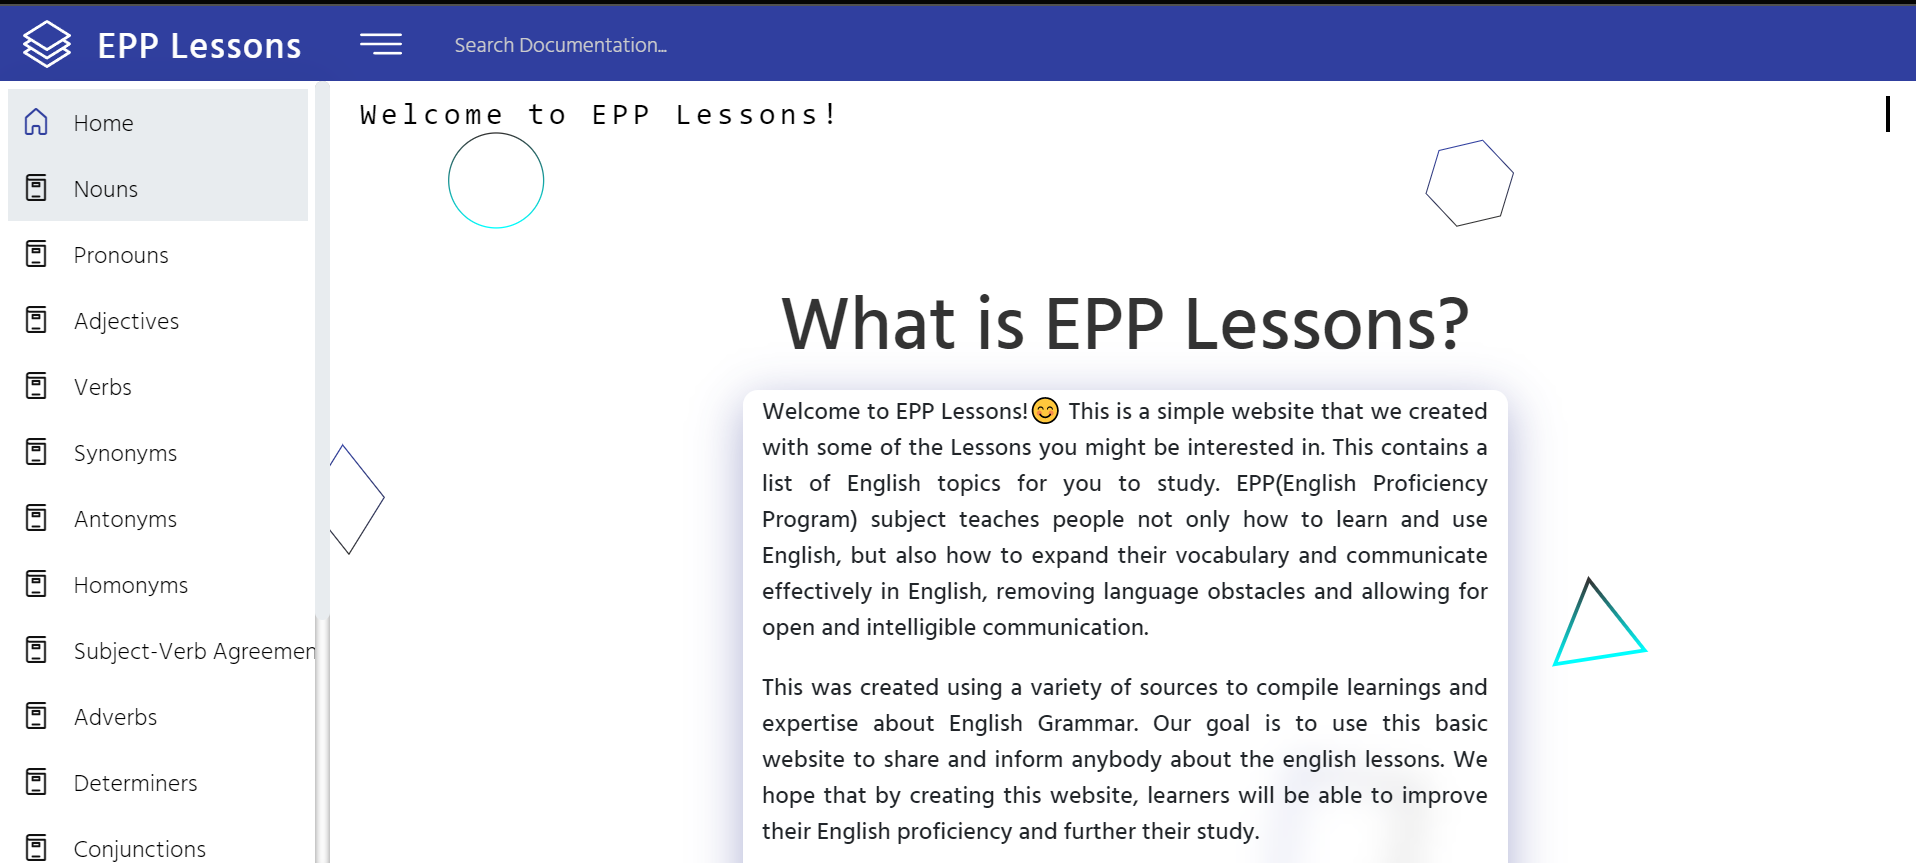 EPP Lessons
Search Documentation...
Home
Nouns
Pronouns
Adjectives
Verbs
Synonyms
Antonyms
Homonyms
Subject-Verb Agreemen
Adverbs
Determiners
Conjunctions
Welcome to EPP Lessons!
What is EPP Lessons?
Welcome to EPP Lessons!😊 This is a simple website that we created
with some of the Lessons you might be interested in. This contains a
list of English topics for you to study. EPP(English Proficiency
Program) subject teaches people not only how to learn and use
English, but also how to expand their vocabulary and communicate
effectively in English, removing language obstacles and allowing for
open and intelligible communication.
This was created using a variety of sources to compile learnings and
expertise about English Grammar. Our goal is to use this basic
website to share and inform anybody about the english lessons. We
hope that by creating this website, learners will be able to improve
their English proficiency and further their study.